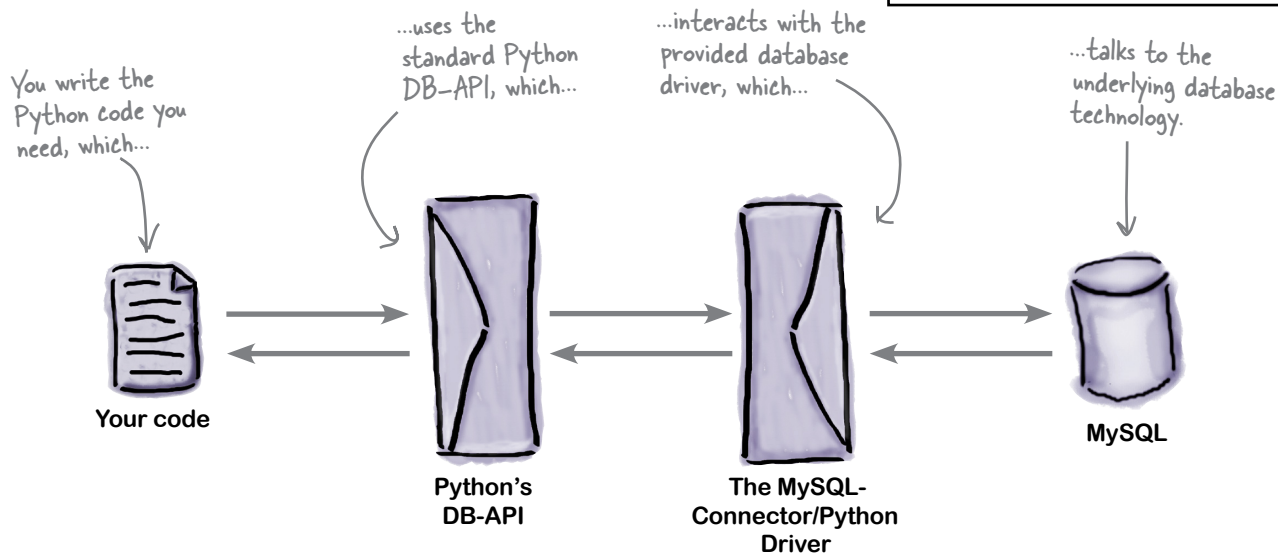 You write the
Python code you
need, which...
...uses the
standard Python
DB-API, which...
...interacts with the
provided database
driver, which...
...talks to the
underlying database
technology.
Your code
Python's
DB-API
The MySQL-
Connector/Python
Driver
MySQL